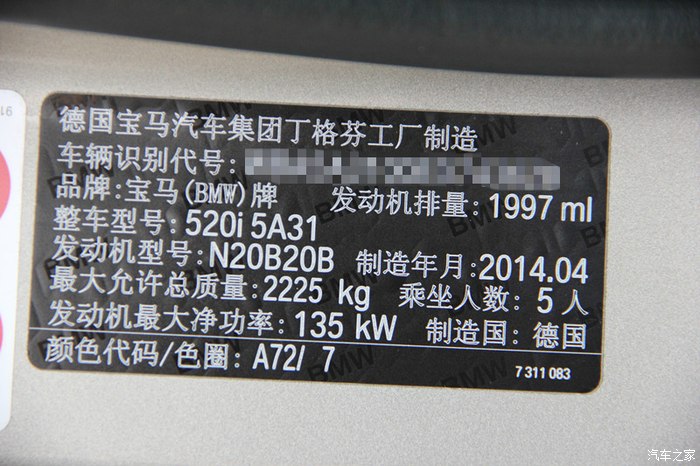 德国宝马汽车集团丁格芬工厂制造
车辆识别代号:
品牌:宝马(BMW)牌 发动机排量:1997 ml
整车型号:520i 5A31
发动机型号:N20B20B 制造年月:2014.04
最大允许总质量:2225 kg 乘坐人数:5人
发动机最大净功率:135 kW 制造国:德国
颜色代码/色圈:A72/ 7
7 311 083
汽车之家